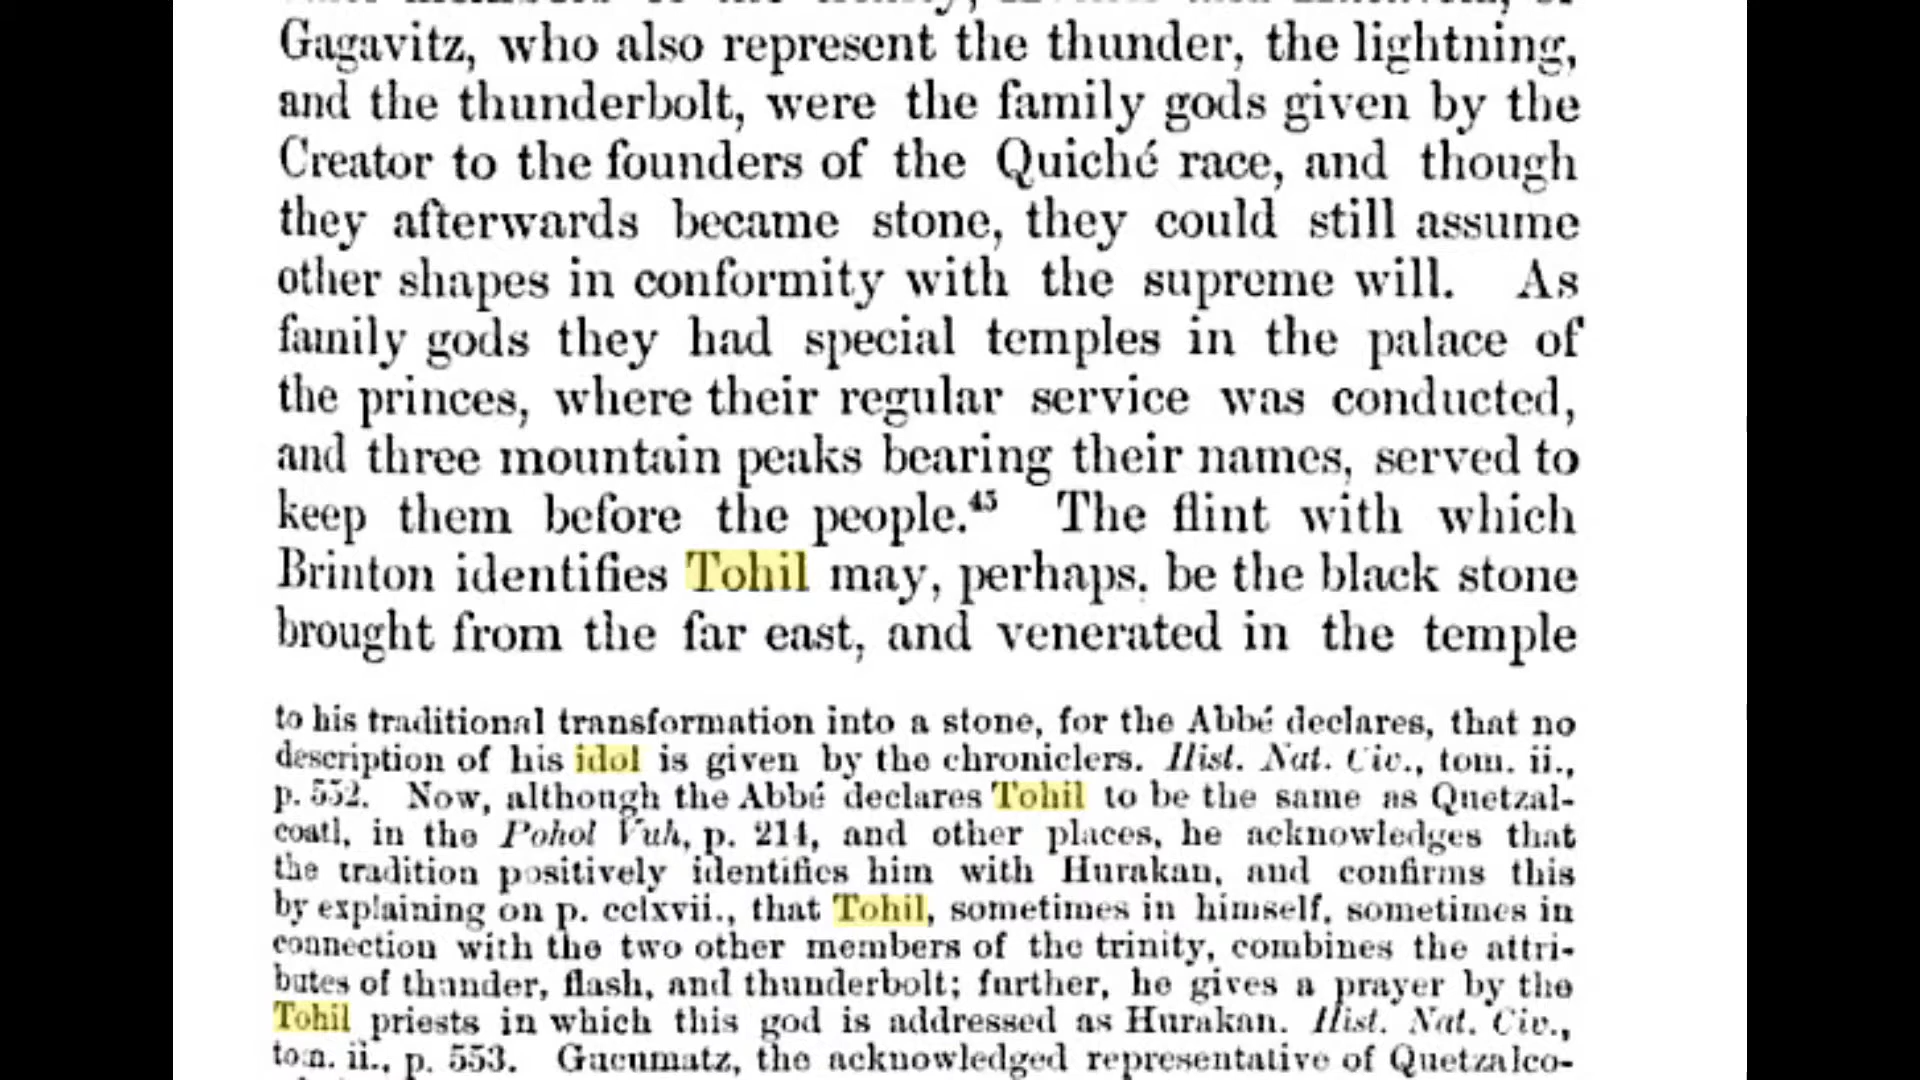 Gagavitz, who also represent the thunder, the lightning,
and the thunderbolt, were the family gods given by the
Creator to the founders of the Quiché race, and though
they afterwards became stone, they could still assume
other shapes in conformity with the supreme will. As
family gods they had special temples in the palace of
the princes, where their regular service was conducted,
and three mountain peaks bearing their names, served to
keep them before the people.45 The flint with which
Brinton identifies Tohil may, perhaps, be the black stone
brought from the far east, and venerated in the temple
to his traditional transformation into a stone, for the Abbé declares, that no
description of his idol is given by the chroniclers. Hist. Nat. Civ., tom. ii.,
p. 552. Now, although the Abbé declares Tohil to be the same as Quetzal-
coatl, in the Pohol Vuh, p. 214, and other places, he acknowledges that
the tradition positively identifies him with Hurakan, and confirms this
by explaining on p. cclxvii., that Tohil, sometimes in himself, sometimes in
connection with the two other members of the trinity, combines the attri-
butes of thunder, flash, and thunderbolt; further, he gives a prayer by the
Tohil priests in which this god is addressed as Hurakan. Hist. Nat. Civ.,
tom. ii., p. 553. Gucumatz, the acknowledged representative of Quetzalco-